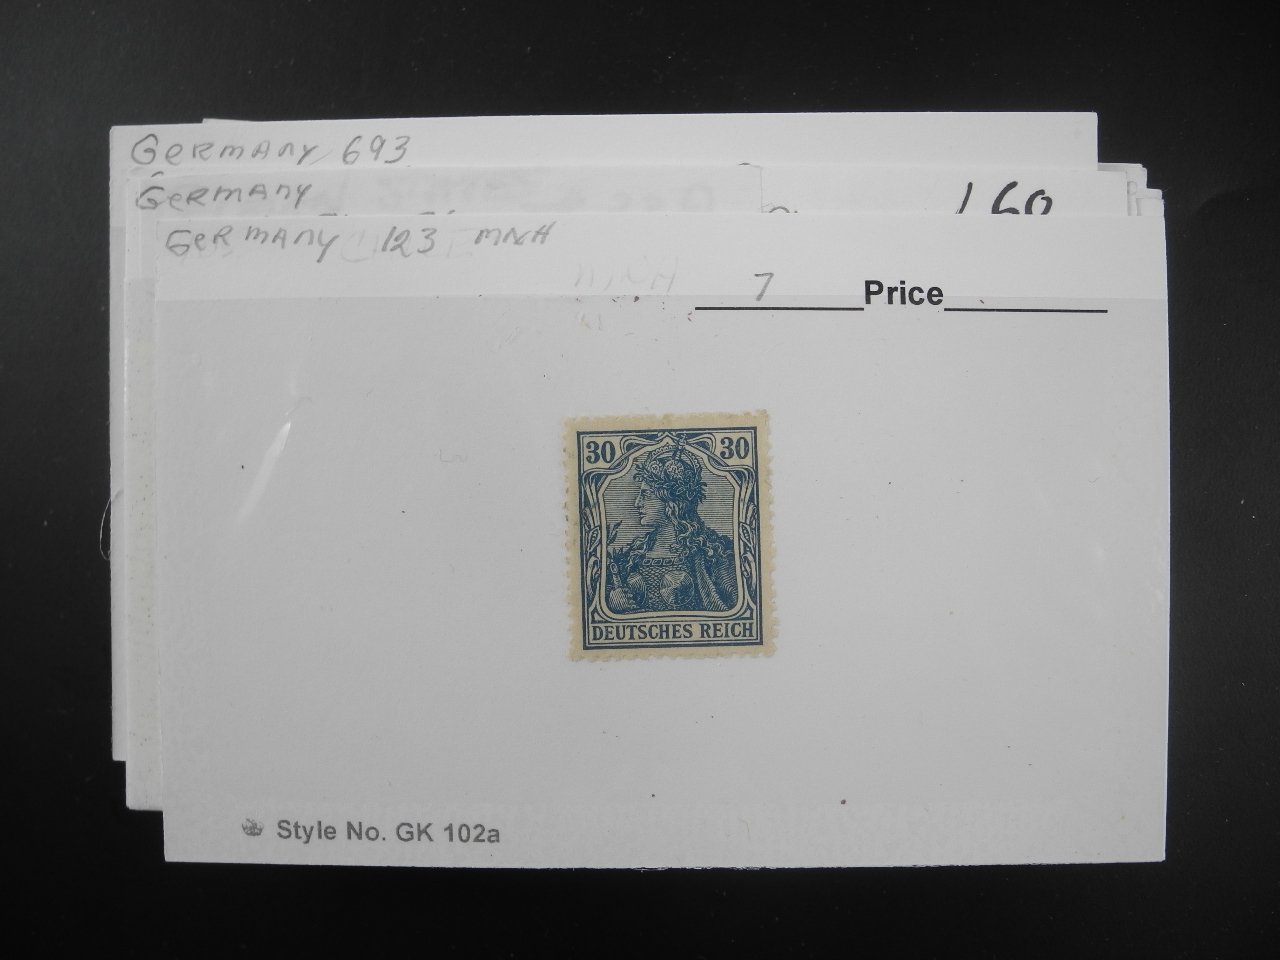 GERMANY 693
GERMANY
160
GERMANY 123 MNH
7 Price
30 30
DEUTSCHES REICH
Style No. GK 102a